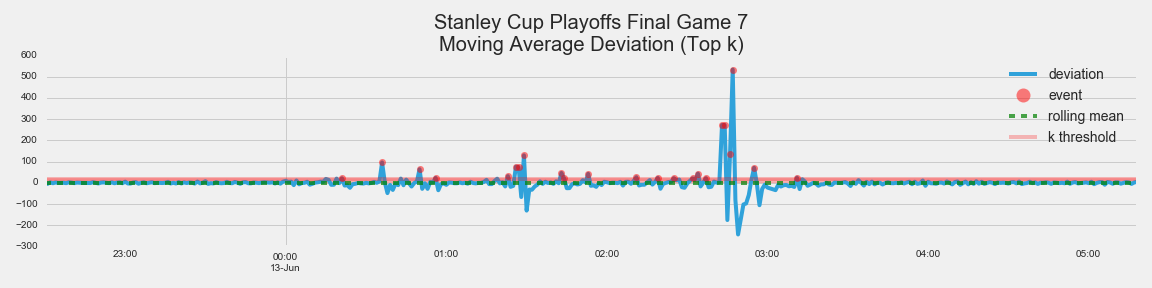 Stanley Cup Playoffs Final Game 7
Moving Average Deviation (Top k)
600
500
400
300
200
100
0
−100
−200
−300
deviation
event
rolling mean
k threshold
23:00
00:00
13-Jun
01:00
02:00
03:00
04:00
05:00